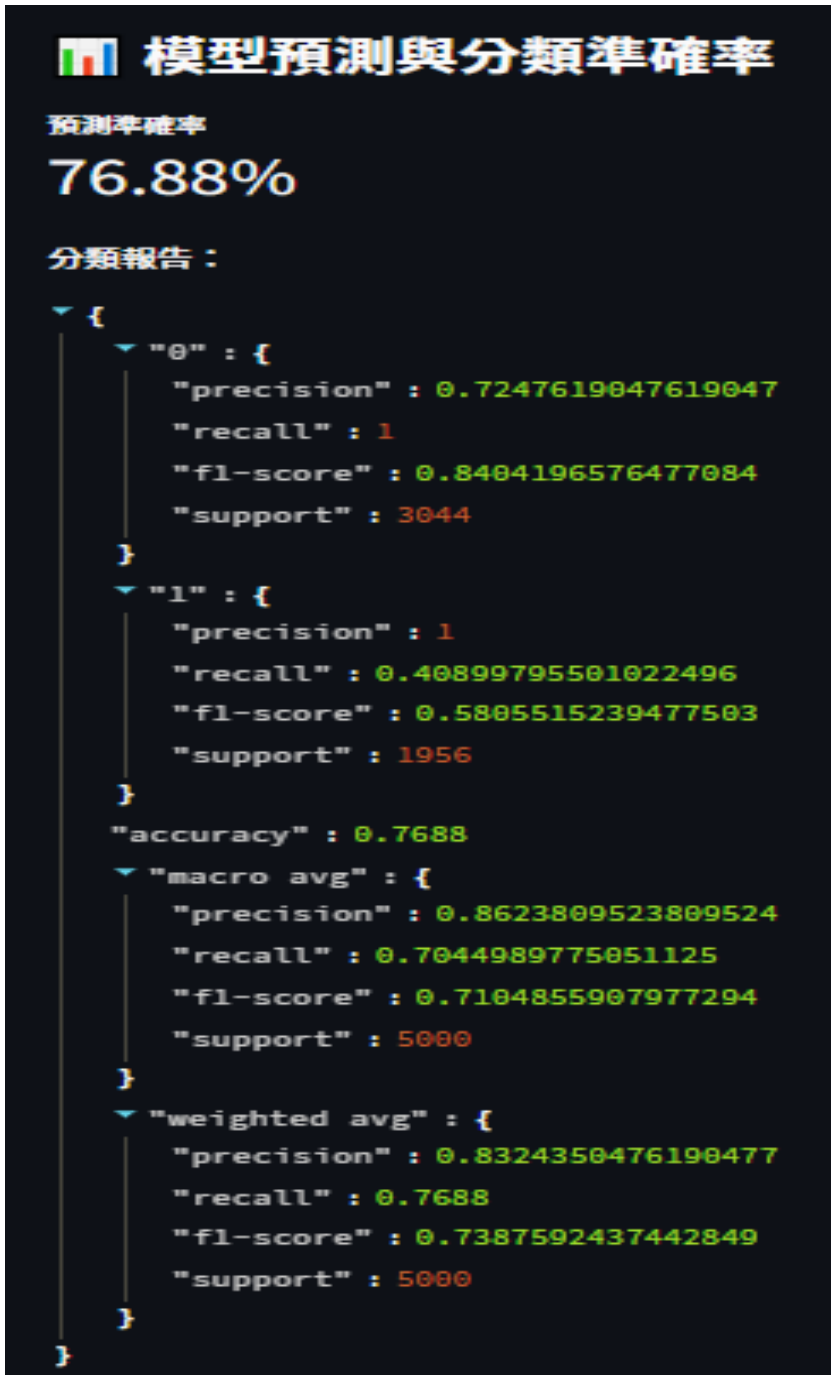 📊 模型預測與分類準確率
預測準確率
76.88%
分類報告：
{
"0" : {
"precision" : 0.7247619047619047
"recall" : 1
"f1-score" : 0.8404196576477084
"support" : 3044
}
"1" : {
"precision" : 1
"recall" : 0.40899795501022496
"f1-score" : 0.5805515239477503
"support" : 1956
}
"accuracy" : 0.7688
"macro avg" : {
"precision" : 0.8623809523809524
"recall" : 0.7044989775051125
"f1-score" : 0.7104855907977294
"support" : 5000
}
"weighted avg" : {
"precision" : 0.8324350476190477
"recall" : 0.7688
"f1-score" : 0.7387592437442849
"support" : 5000
}
}